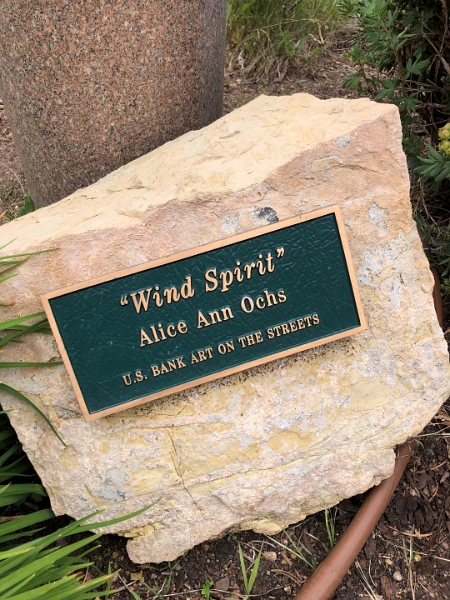 “Wind Spirit”
Alice Ann Ochs
U.S. BANK ART ON THE STREETS